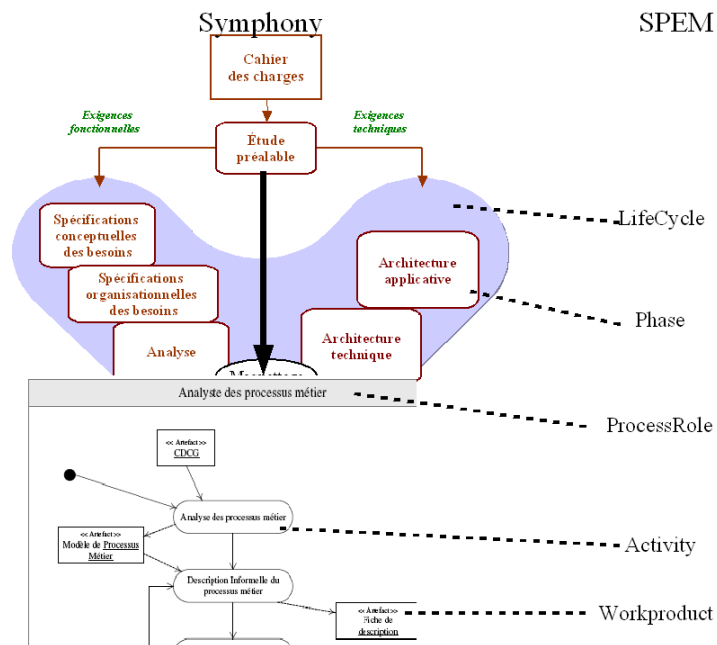 Symphony
SPEM
Cahier
des charges
Exigences
fonctionnelles
Exigences
techniques
Étude
préalable
LifeCycle
Spécifications
conceptuelles
des besoins
Architecture
applicative
Spécifications
organisationnelles
des besoins
Phase
Analyse
Architecture
technique
Analyste des processus métier
ProcessRole
<< Artefact>>
CDCG
Analyse des processus métier
<< Artefact>>
Modèle de Processus
Métier
Activity
Description Informelle du
processus métier
<< Artefact>>
Fiche de
description
Workproduct